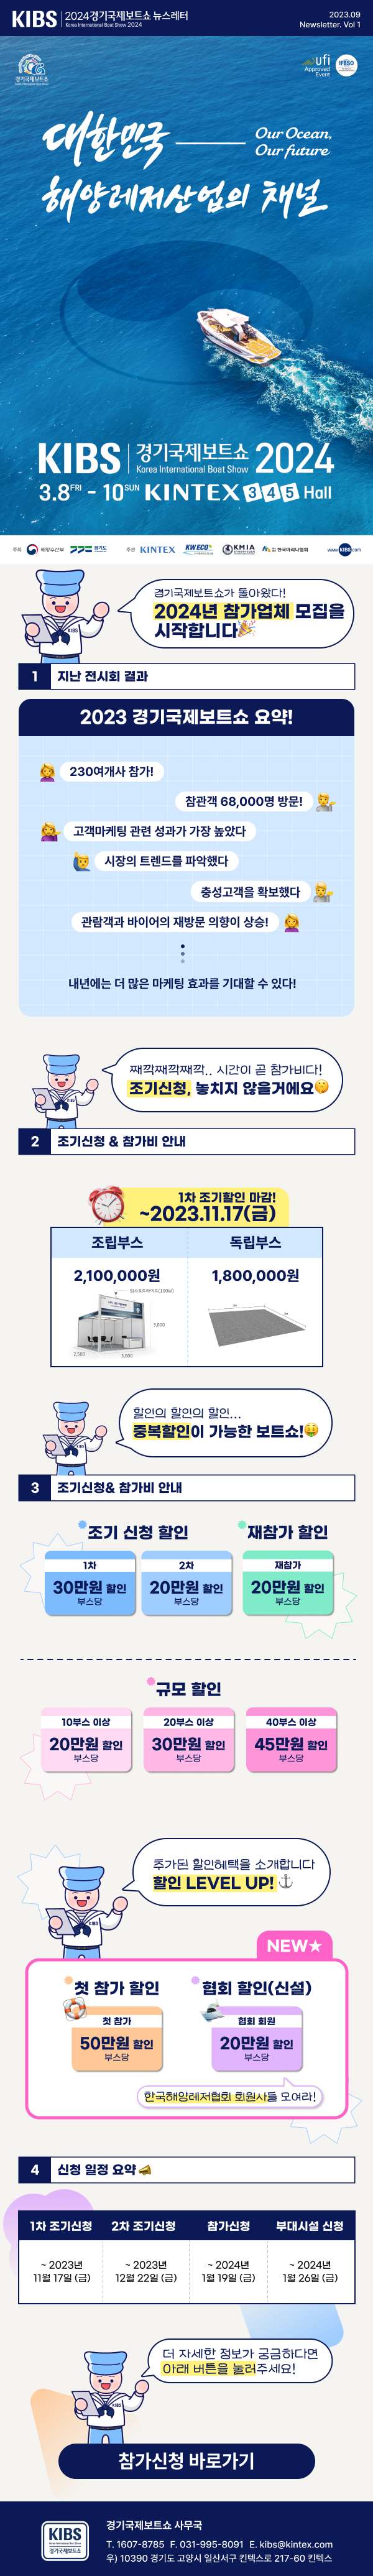 KIBS 2024경기국제보트쇼 뉴스레터
Korea International Boat Show 2024
2023.09
Newsletter. Vol 1
경기국제보트쇼
ufi
Approved
Event
IFBSO
대한민국
Our Ocean,
Our future
해양레저산업의 채널
KIBS 경기국제보트쇼 2024
Korea International Boat Show
3.8FRI - 10SUN KINTEX 3 4 5 Hall
주최 해양수산부 경기도 주관 KINTEX KWECO KMIA 한국마리나협회 www.KIBS.com
경기국제보트쇼가 돌아왔다!
2024년 참가업체 모집을
시작합니다
KIBS
1 지난 전시회 결과
2023 경기국제보트쇼 요약!
230여개사 참가!
참관객 68,000명 방문!
고객마케팅 관련 성과가 가장 높았다
시장의 트렌드를 파악했다
충성고객을 확보했다
관람객과 바이어의 재방문 의향이 상승!
내년에는 더 많은 마케팅 효과를 기대할 수 있다!
째깍째깍째깍.. 시간이 곧 참가비다!
조기신청, 놓치지 않을거에요
KIBS
2 조기신청 & 참가비 안내
1차 조기할인 마감!
~2023.11.17(금)
조립부스
독립부스
2,100,000원
1,800,000원
암스포트라이트(100W)
3,000
2,500
3,000
3M
3M
할인의 할인의 할인...
중복할인이 가능한 보트쇼!
KIBS
3 조기신청& 참가비 안내
조기 신청 할인
재참가 할인
1차
30만원 할인
부스당
2차
20만원 할인
부스당
재참가
20만원 할인
부스당
규모 할인
10부스 이상
20만원 할인
부스당
20부스 이상
30만원 할인
부스당
40부스 이상
45만원 할인
부스당
추가된 할인혜택을 소개합니다
할인 LEVEL UP!
KIBS
NEW★
첫 참가 할인
협회 할인(신설)
첫 참가
50만원 할인
부스당
협회 회원
20만원 할인
부스당
한국해양레저협회 회원사들 모여라!
4 신청 일정 요약
1차 조기신청
2차 조기신청
참가신청
부대시설 신청
~ 2023년
11월 17일 (금)
~ 2023년
12월 22일 (금)
~ 2024년
1월 19일 (금)
~ 2024년
1월 26일 (금)
더 자세한 정보가 궁금하다면
아래 버튼을 눌러주세요!
KIBS
참가신청 바로가기
KIBS
경기국제보트쇼
경기국제보트쇼 사무국
T. 1607-8785 F. 031-995-8091 E. kibs@kintex.com
우) 10390 경기도 고양시 일산서구 킨텍스로 217-60 킨텍스